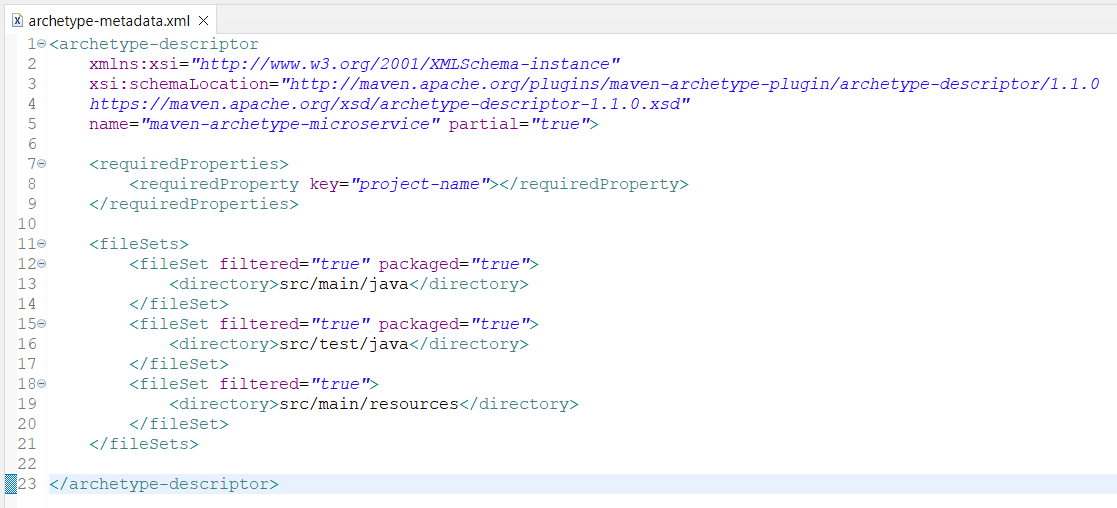 archetype-metadata.xml
1 <archetype-descriptor
2     xmlns:xsi="http://www.w3.org/2001/XMLSchema-instance"
3     xsi:schemaLocation="http://maven.apache.org/plugins/maven-archetype-plugin/archetype-descriptor/1.1.0
4     https://maven.apache.org/xsd/archetype-descriptor-1.1.0.xsd"
5     name="maven-archetype-microservice" partial="true">
6
7     <requiredProperties>
8         <requiredProperty key="project-name"></requiredProperty>
9     </requiredProperties>
10
11     <fileSets>
12         <fileSet filtered="true" packaged="true">
13             <directory>src/main/java</directory>
14         </fileSet>
15         <fileSet filtered="true" packaged="true">
16             <directory>src/test/java</directory>
17         </fileSet>
18         <fileSet filtered="true">
19             <directory>src/main/resources</directory>
20         </fileSet>
21     </fileSets>
22
23 </archetype-descriptor>